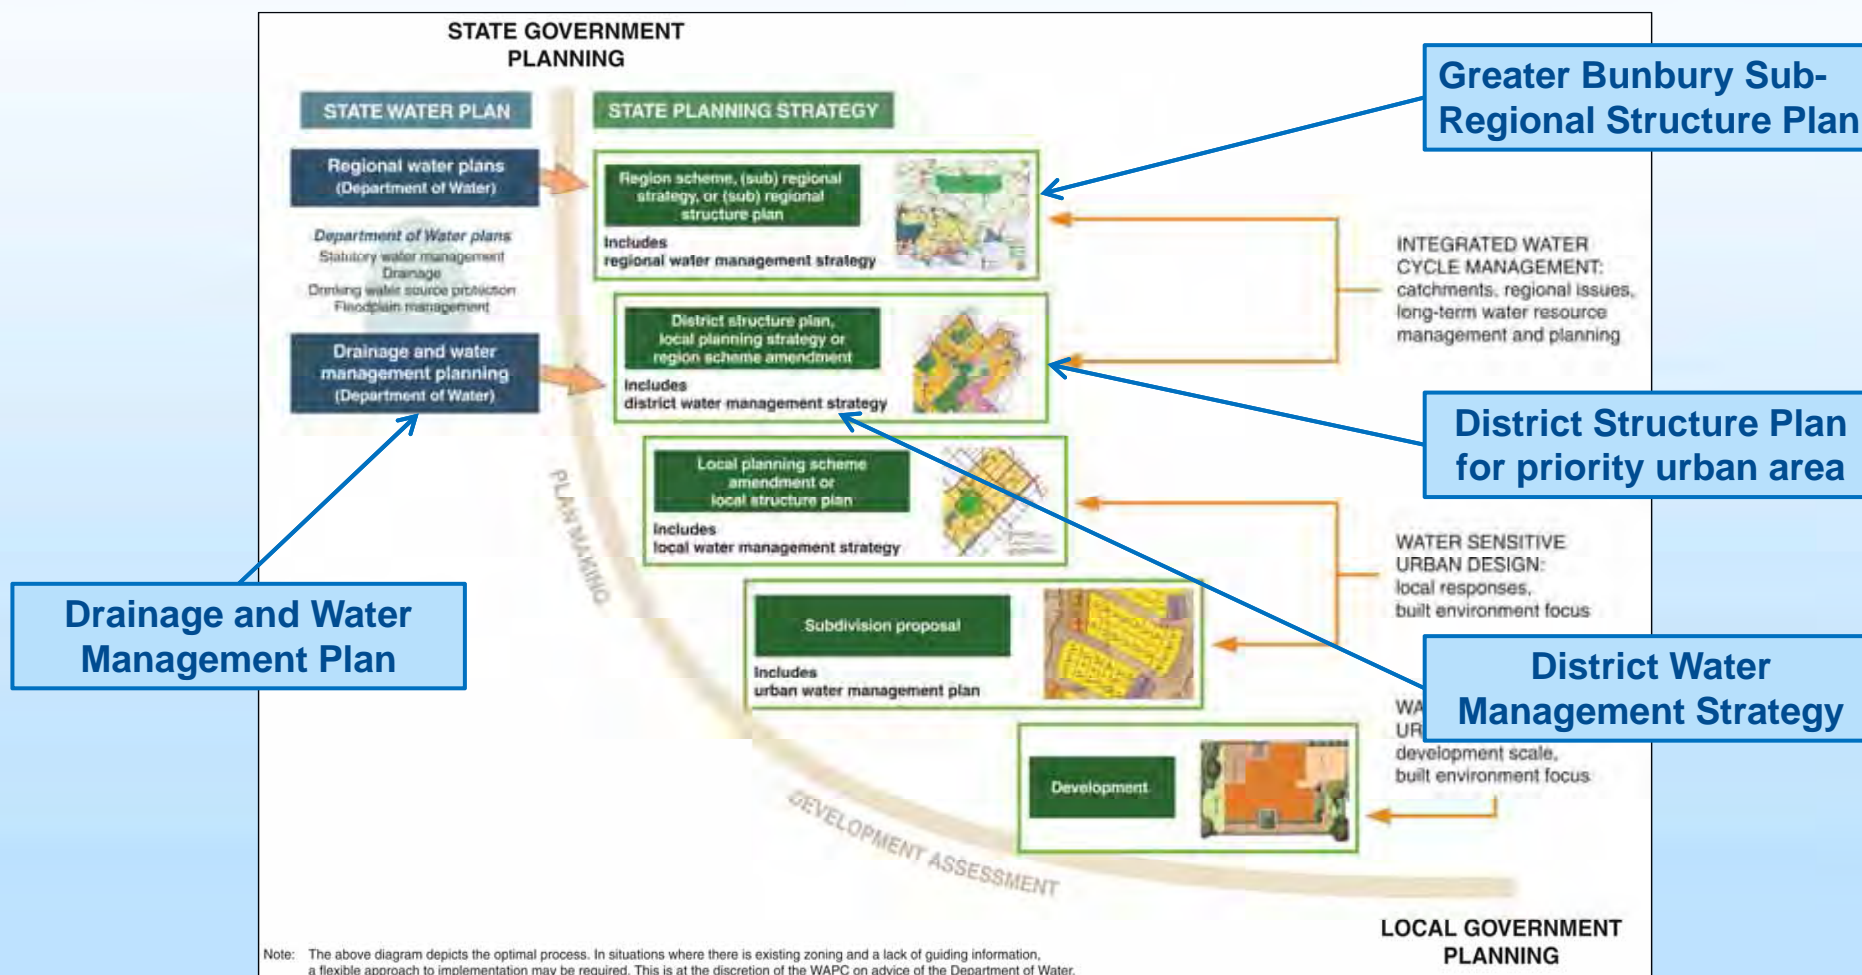 STATE GOVERNMENT
PLANNING
STATE WATER PLAN
STATE PLANNING STRATEGY
Regional water plans
(Department of Water)
Department of Water plans
Statutory water management
Drainage
Drinking water source protection
Floodplain management
Drainage and water
management planning
(Department of Water)
Region scheme, (sub) regional
strategy, or (sub) regional
structure plan
Includes
regional water management strategy
District structure plan,
local planning strategy or
region scheme amendment
Includes
district water management strategy
Local planning scheme
amendment or
local structure plan
Includes
local water management strategy
Subdivision proposal
Includes
urban water management plan
Development
PLAN MAKING
DEVELOPMENT ASSESSMENT
Greater Bunbury Sub-
Regional Structure Plan
INTEGRATED WATER
CYCLE MANAGEMENT:
catchments, regional issues,
long-term water resource
management and planning
District Structure Plan
for priority urban area
WATER SENSITIVE
URBAN DESIGN:
local responses,
built environment focus
District Water
Management Strategy
WA
UR
development scale,
built environment focus
Drainage and Water
Management Plan
LOCAL GOVERNMENT
PLANNING
Note: The above diagram depicts the optimal process. In situations where there is existing zoning and a lack of guiding information,
a flexible approach to implementation may be required. This is at the discretion of the WAPC on advice of the Department of Water.